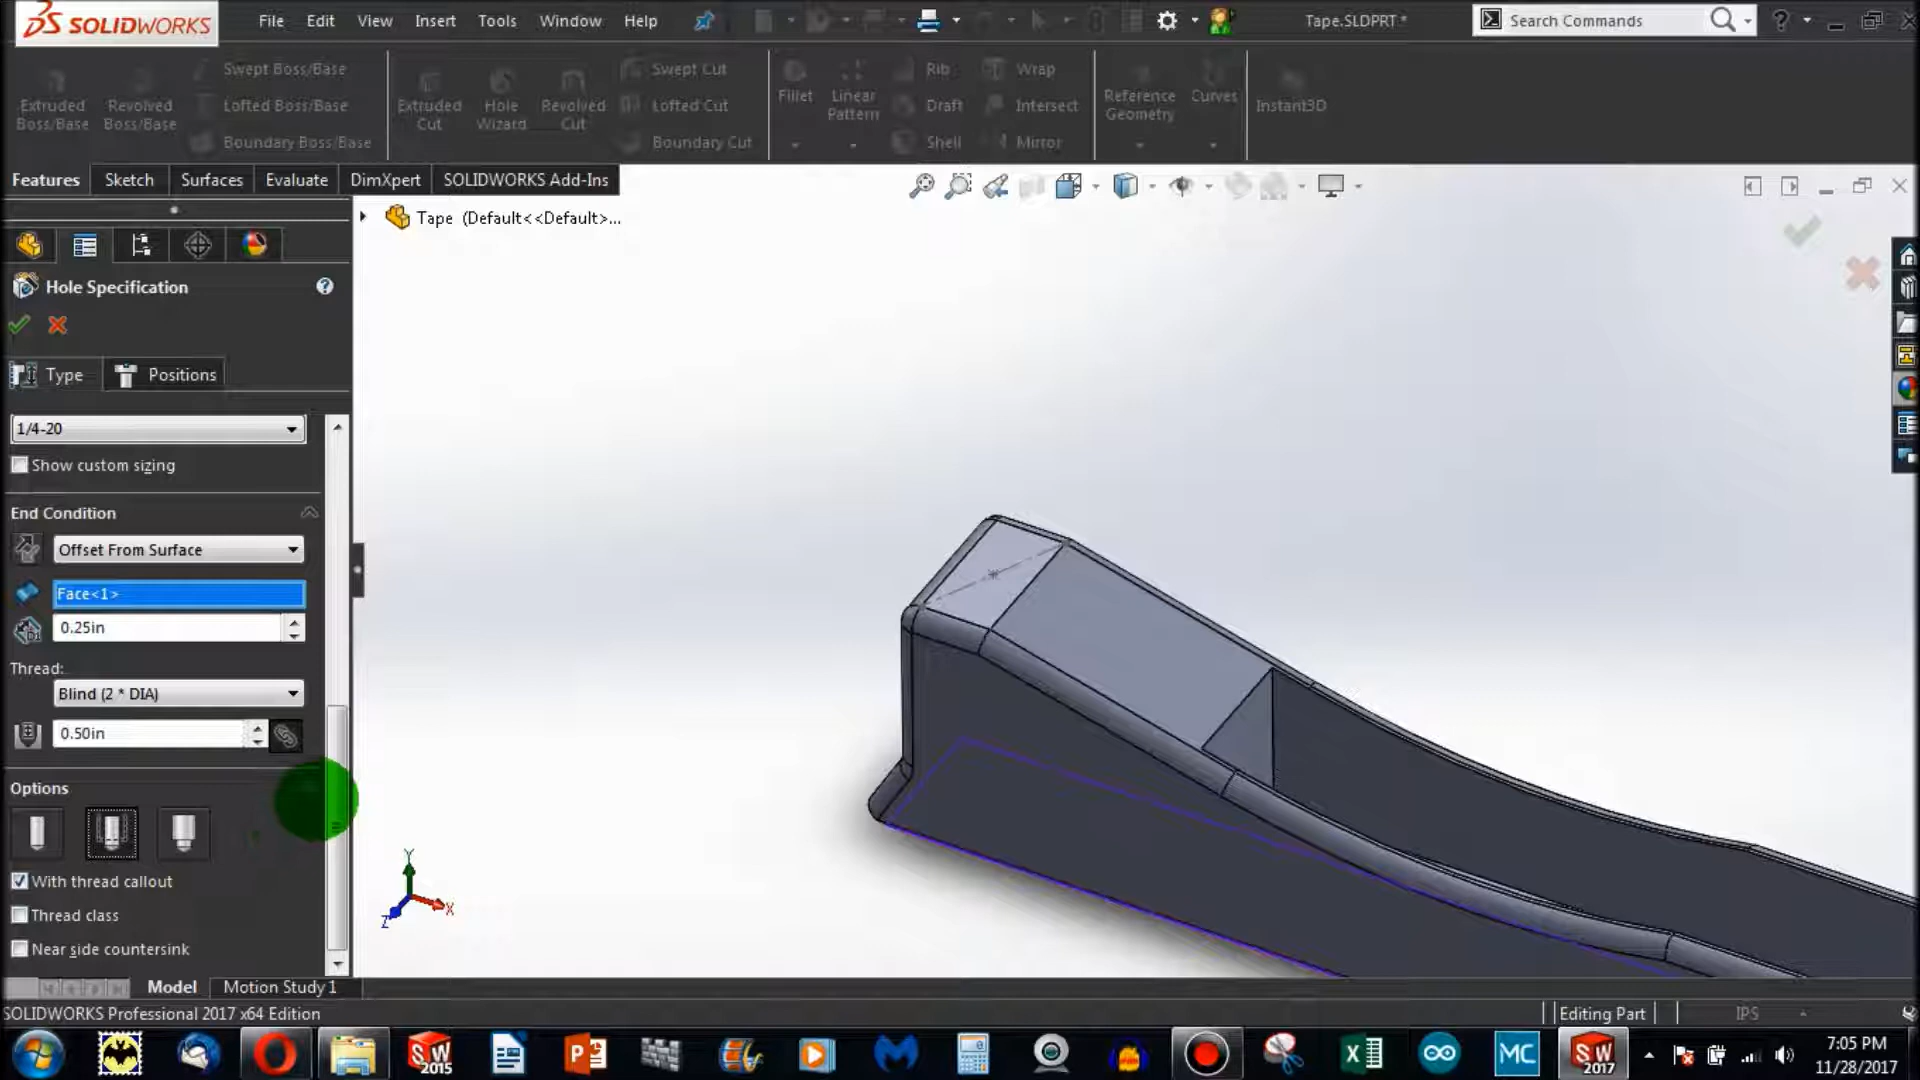 SOLIDWORKS File Edit View Insert Tools Window Help Tape.SLDPRT * Search Commands
Extruded Boss/Base
Revolved Boss/Base
Swept Boss/Base
Lofted Boss/Base
Boundary Boss/Base
Extruded Cut
Hole Wizard
Revolved Cut
Swept Cut
Lofted Cut
Boundary Cut
Fillet
Linear Pattern
Rib
Draft
Shell
Wrap
Intersect
Mirror
Reference Geometry
Curves
Instant3D
Features Sketch Surfaces Evaluate DimXpert SOLIDWORKS Add-Ins
Tape (Default<<Default>...
Hole Specification
Type Positions
1/4-20
Show custom sizing
End Condition
Offset From Surface
Face<1>
0.25in
Thread:
Blind (2 * DIA)
0.50in
Options
With thread callout
Thread class
Near side countersink
Y
X
Z
Model Motion Study 1
SOLIDWORKS Professional 2017 x64 Edition Editing Part IPS
SW 2015
MC
SW 2017
7:05 PM
11/28/2017